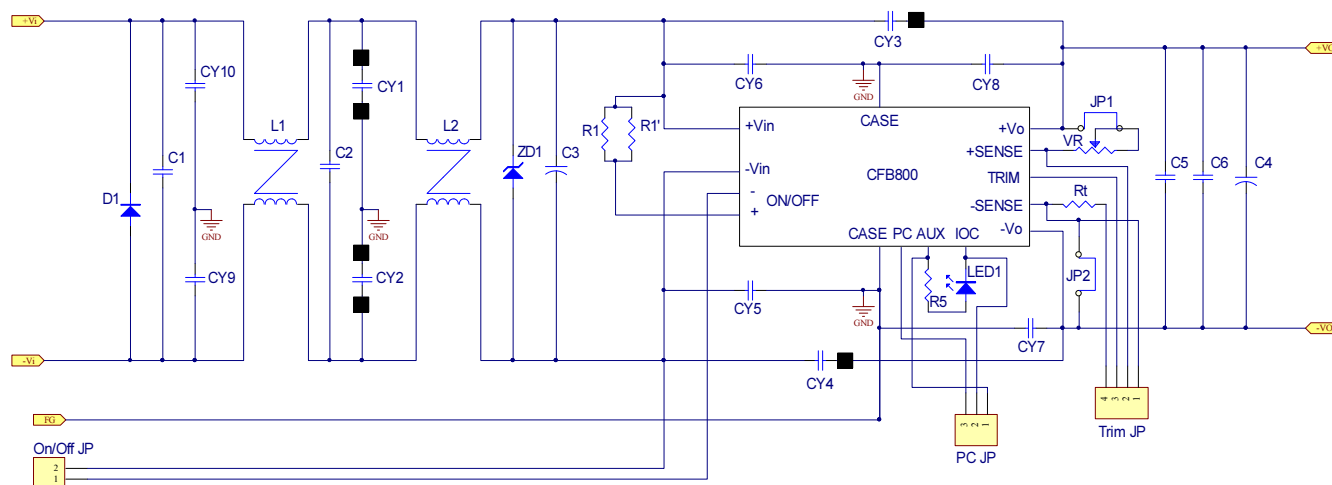 +Vi
CY3
+VO
CY10
CY1
CY6
GND
CY8
L1
L2
R1
R1'
JP1
+Vin
CASE
+Vo
VR
C1
C2
ZD1
C3
+SENSE
-Vin
CFB800
TRIM
C5
C6
C4
D1
-
ON/OFF
Rt
-SENSE
+
GND
GND
-Vo
CASE PC AUX IOC
CY9
CY2
LED1
JP2
R5
CY5
GND
-Vi
-VO
CY7
CY4
FG
4
3
2
1
3
2
1
Trim JP
On/Off JP
PC JP
2
1